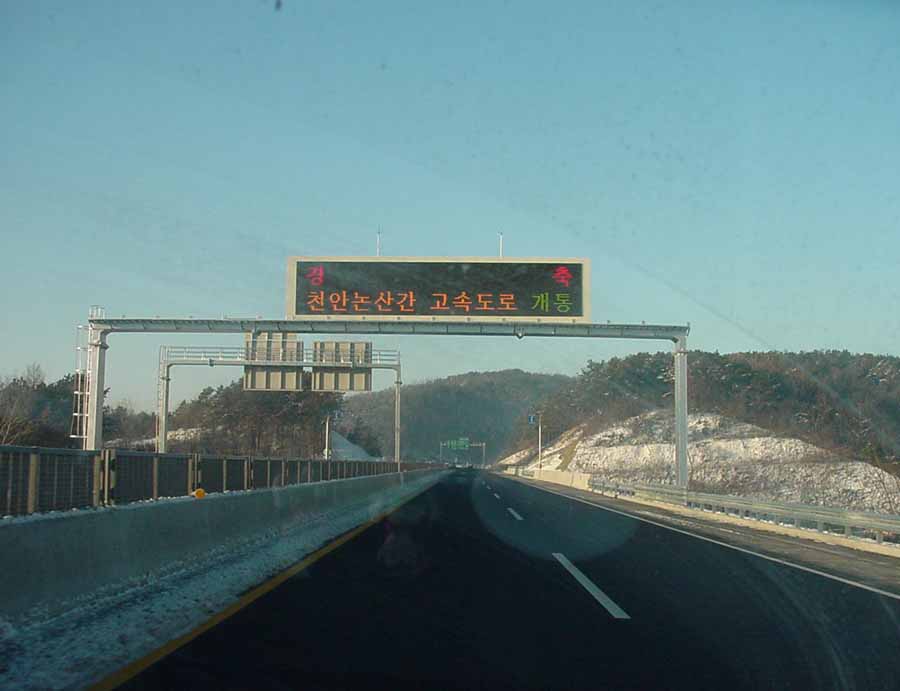 경 축
천안논산간 고속도로 개통